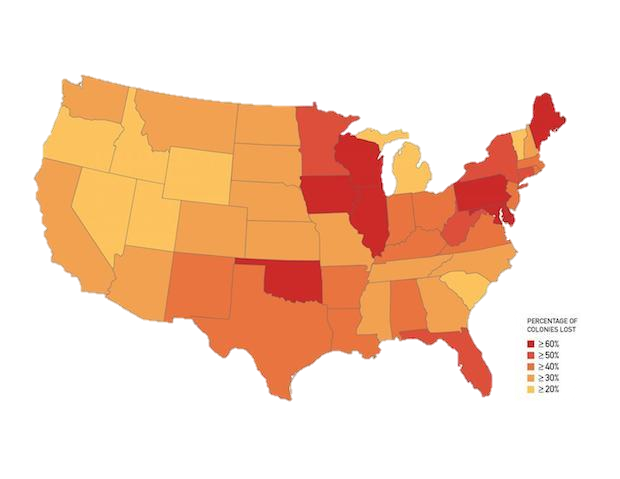 PERCENTAGE OF
COLONIES LOST
≥ 60%
≥ 50%
≥ 40%
≥ 30%
≥ 20%